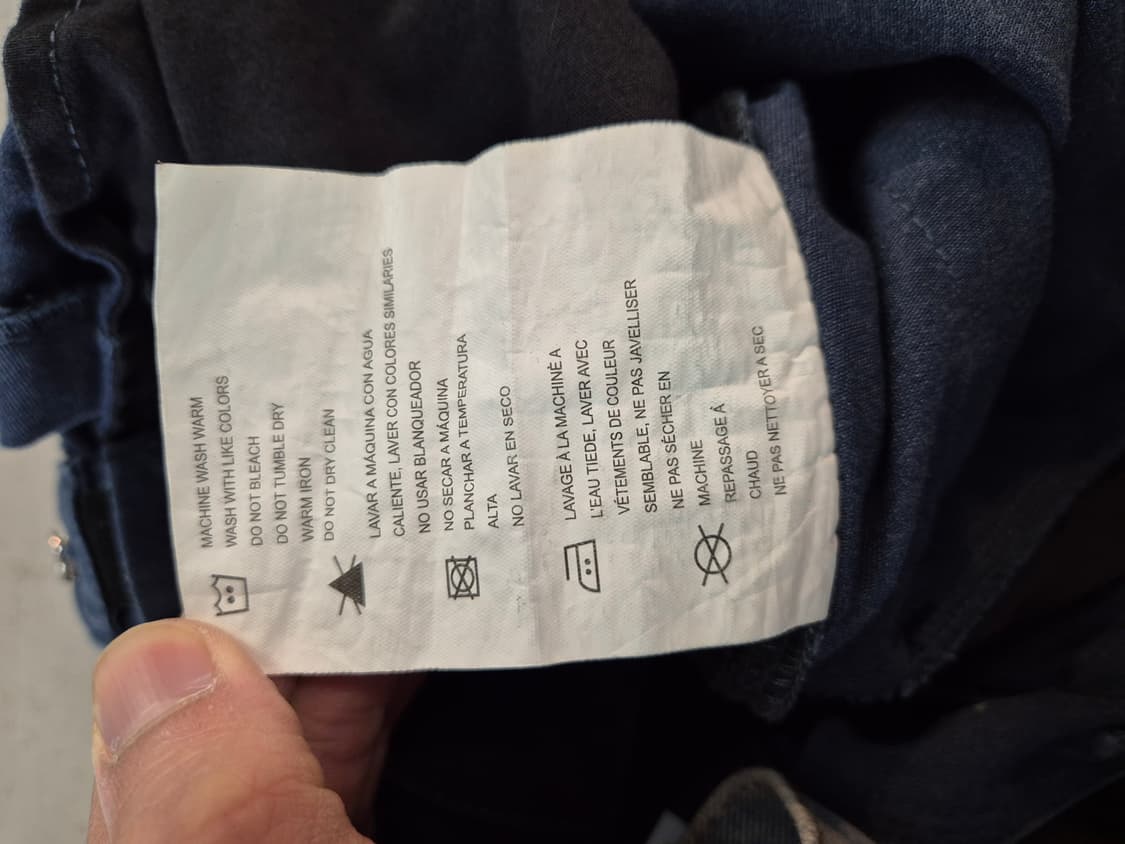 MACHINE WASH WARM
WASH WITH LIKE COLORS
DO NOT BLEACH
DO NOT TUMBLE DRY
WARM IRON
DO NOT DRY CLEAN
LAVAR A MÁQUINA CON AGUA
CALIENTE, LAVER CON COLORES SIMILARIES
NO USAR BLANQUEADOR
NO SECAR A MÁQUINA
PLANCHAR A TEMPERATURA
ALTA
NO LAVAR EN SECO
LAVAGE À LA MACHINE À
L'EAU TIEDE, LAVER AVEC
VÉTEMENTS DE COULEUR
SEMBLABLE, NE PAS JAVELLISER
NE PAS SÉCHER EN
MACHINE
REPASSAGE À
CHAUD
NE PAS NETTOYER A SEC